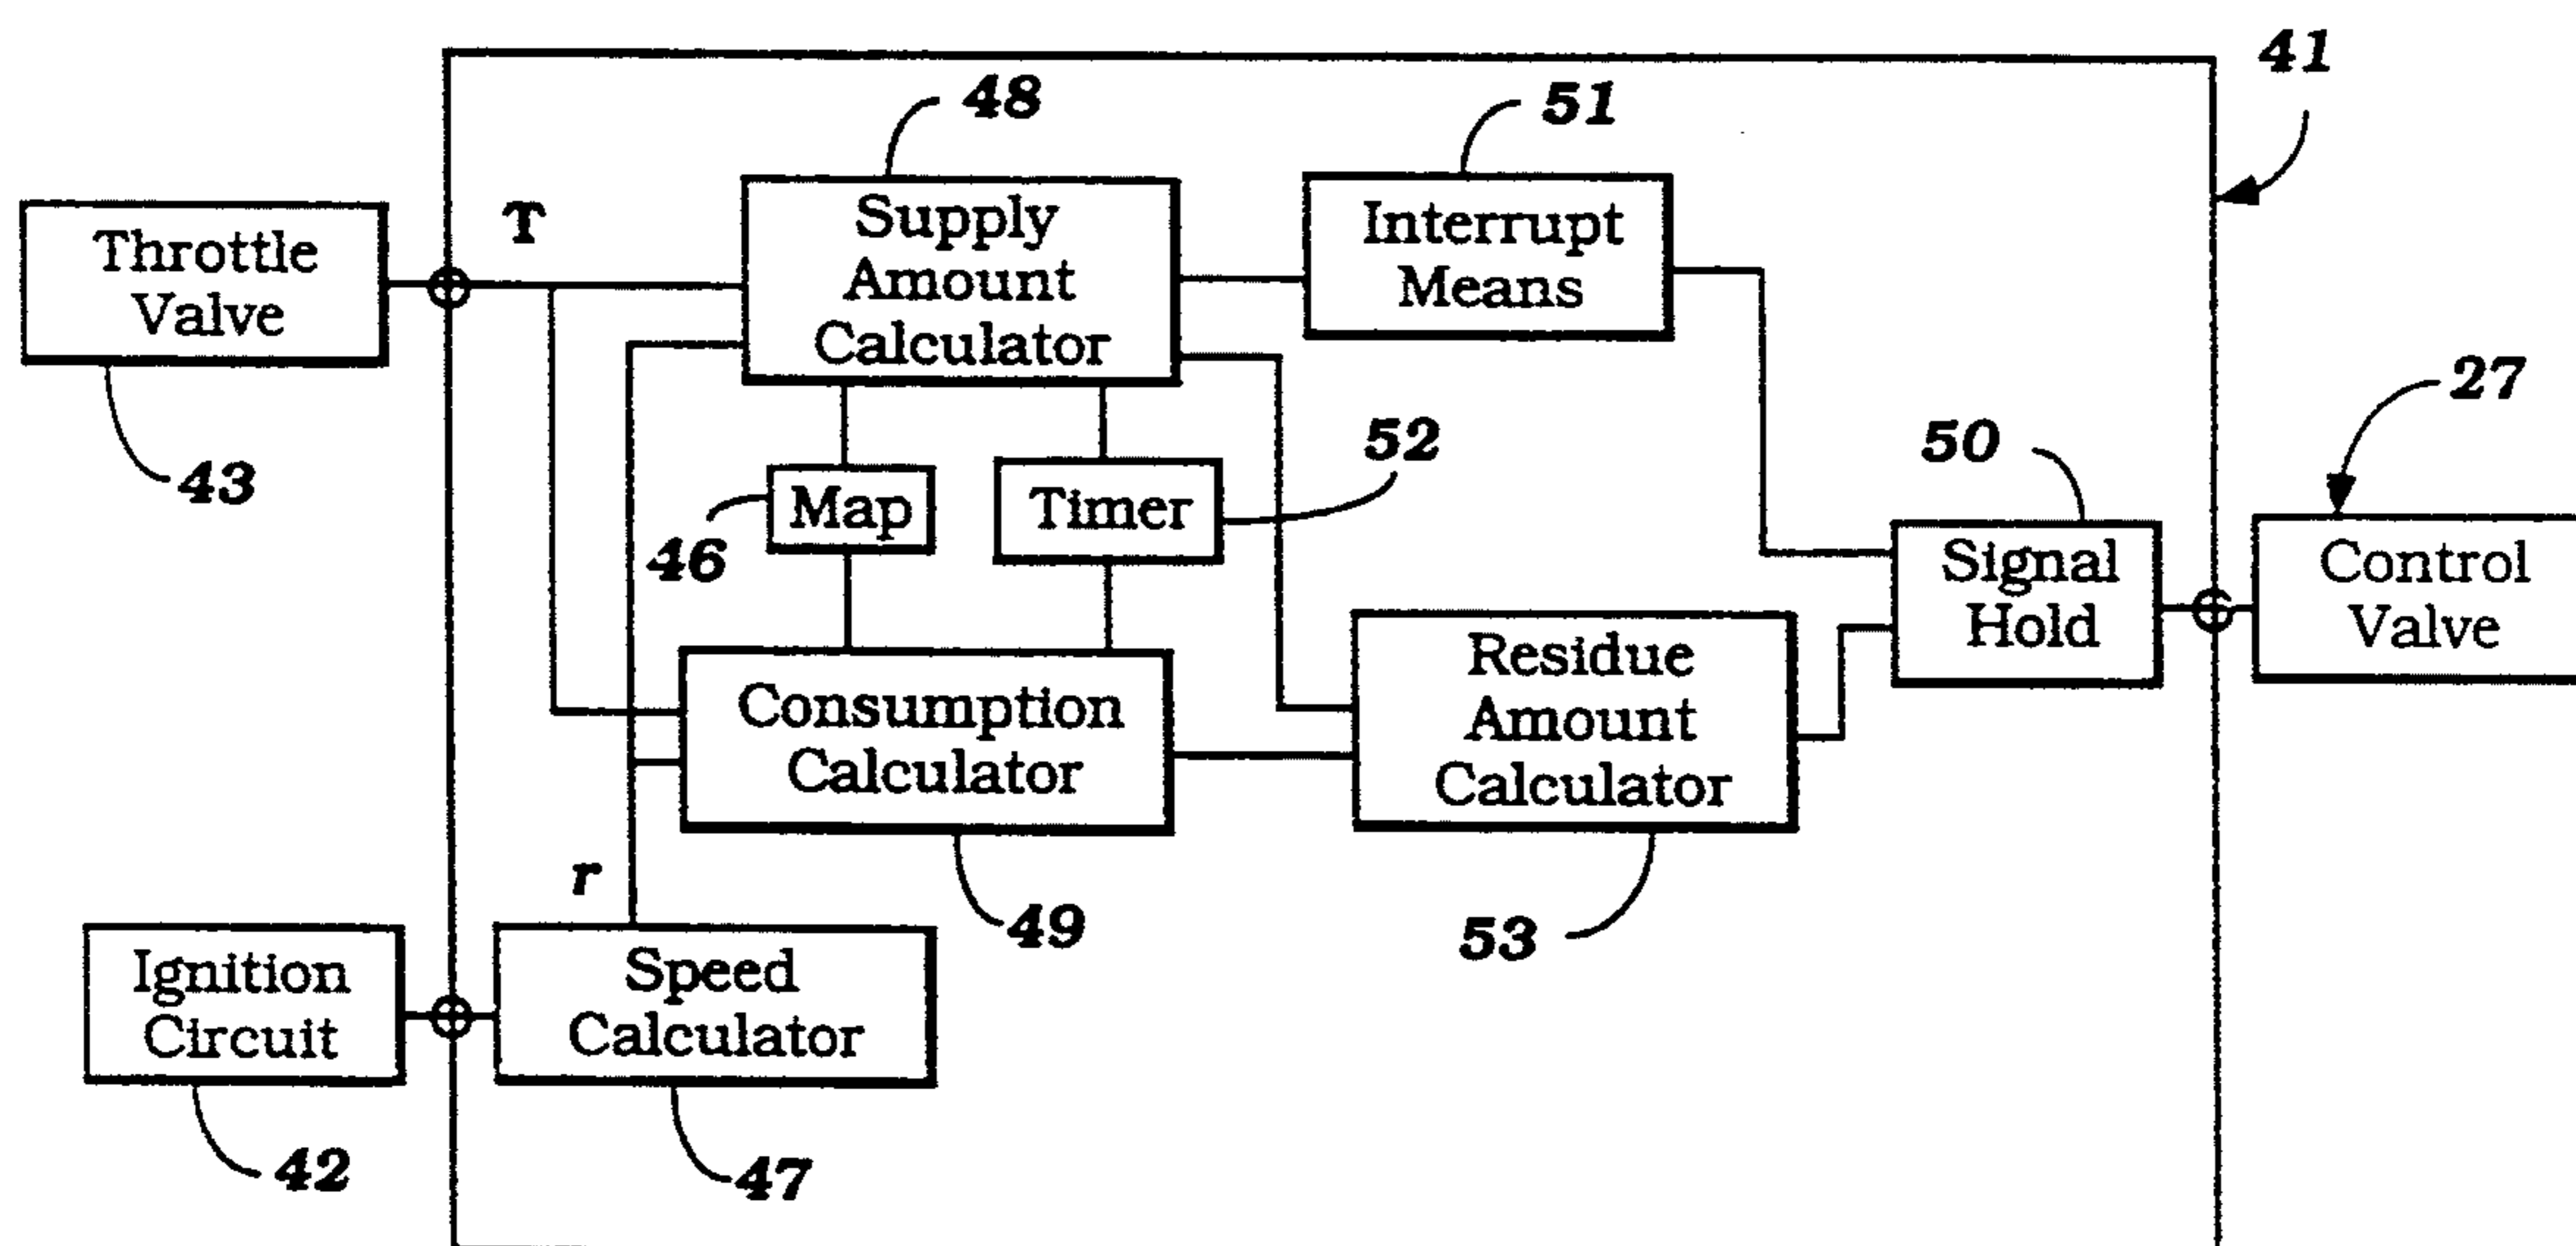 41
48
51
T
Supply
Amount
Calculator
Interrupt
Means
Throttle
Valve
43
27
52
50
Map
Timer
46
Signal
Hold
Control
Valve
Consumption
Calculator
Residue
Amount
Calculator
r
49
53
Ignition
Circuit
Speed
Calculator
42
47